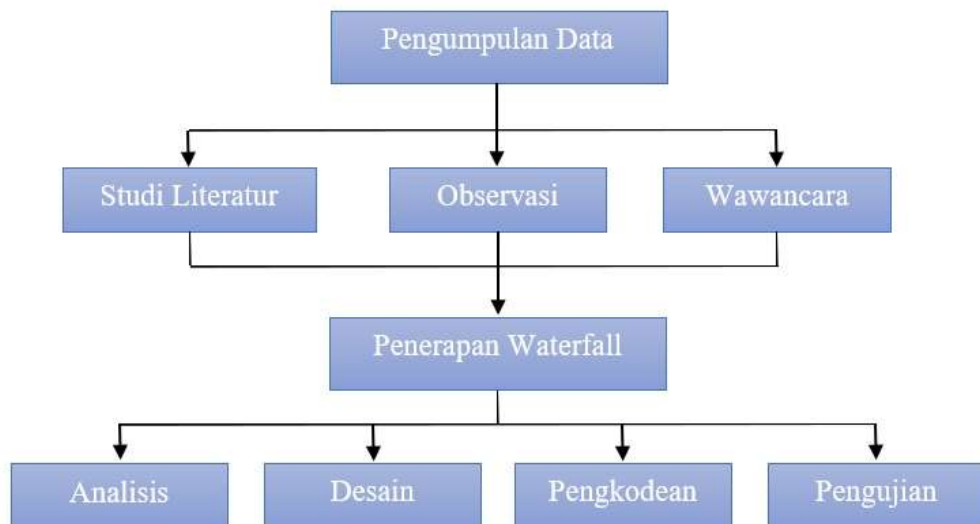 Pengumpulan Data
Studi Literatur
Observasi
Wawancara
Penerapan Waterfall
Analisis
Desain
Pengkodean
Pengujian